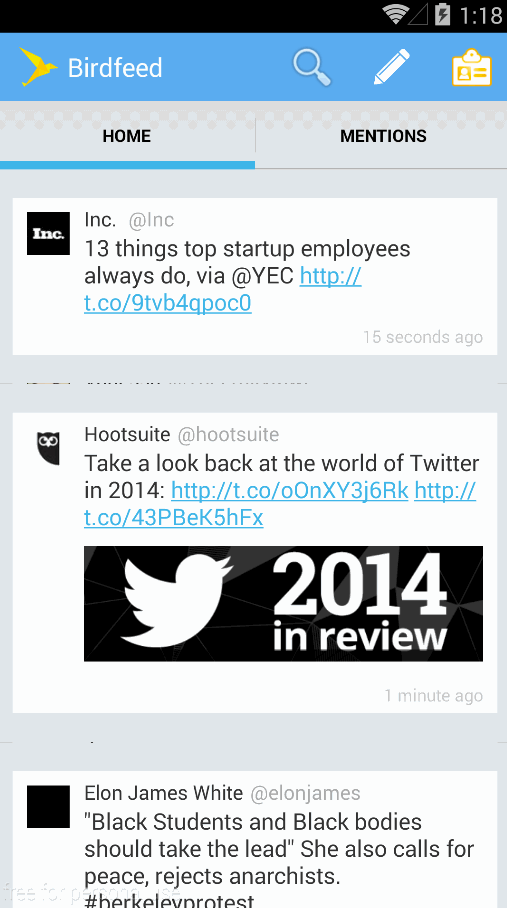 1:18
Birdfeed
HOME
MENTIONS
Inc. @Inc
Inc.
13 things top startup employees
always do, via @YEC http://
t.co/9tvb4qpoc0
15 seconds ago
Hootsuite @hootsuite
Take a look back at the world of Twitter
in 2014: http://t.co/oOnXY3j6Rk http://
t.co/43PBeK5hFx
2014
in review
1 minute ago
Elon James White @elonjames
"Black Students and Black bodies
should take the lead" She also calls for
peace, rejects anarchists.
#berkeleyprotest
free for personal use